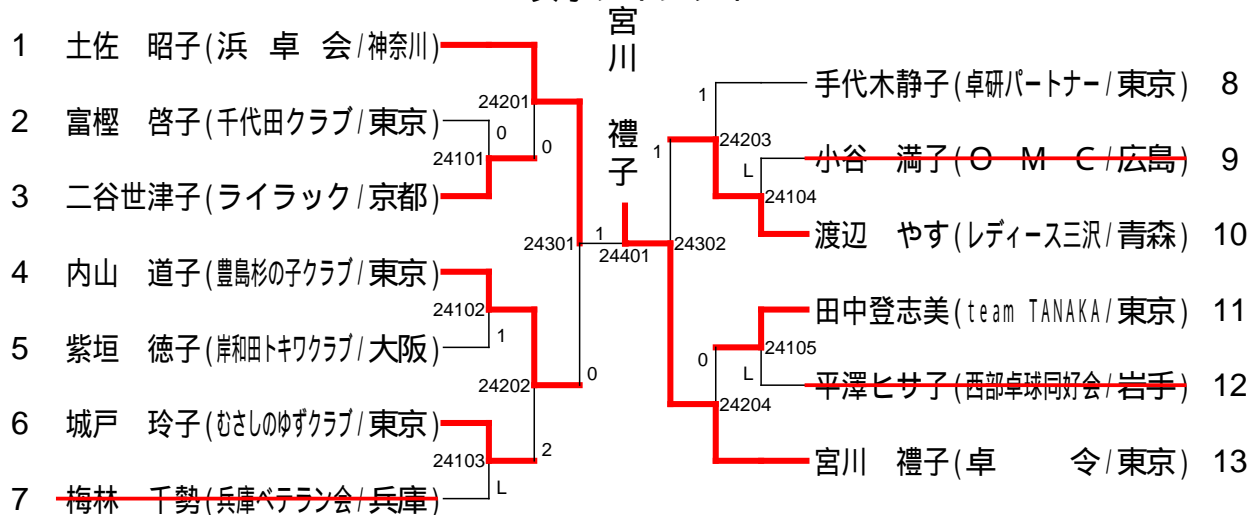 宮川 禮子
1 土佐 昭子(浜 卓 会/神奈川)
24201
2 富樫 啓子(千代田クラブ/東京)
0
24101
0
3 二谷世津子(ライラック/京都)
24301
4 内山 道子(豊島杉の子クラブ/東京)
24102
1
5 紫垣 徳子(岸和田トキワクラブ/大阪)
24202
0
6 城戸 玲子(むさしのゆずクラブ/東京)
2
24103
L
7 梅林 千勢(兵庫ベテラン会/兵庫)
1
24401
手代木静子(卓研パートナー/東京) 8
1
24203
1
小谷 満子(O M C/広島) 9
L
24104
渡辺 やす(レディース三沢/青森) 10
24302
田中登志美(team TANAKA/東京) 11
24105
0
L
平澤ヒサ子(西部卓球同好会/岩手) 12
24204
宮川 禮子(卓 令/東京) 13